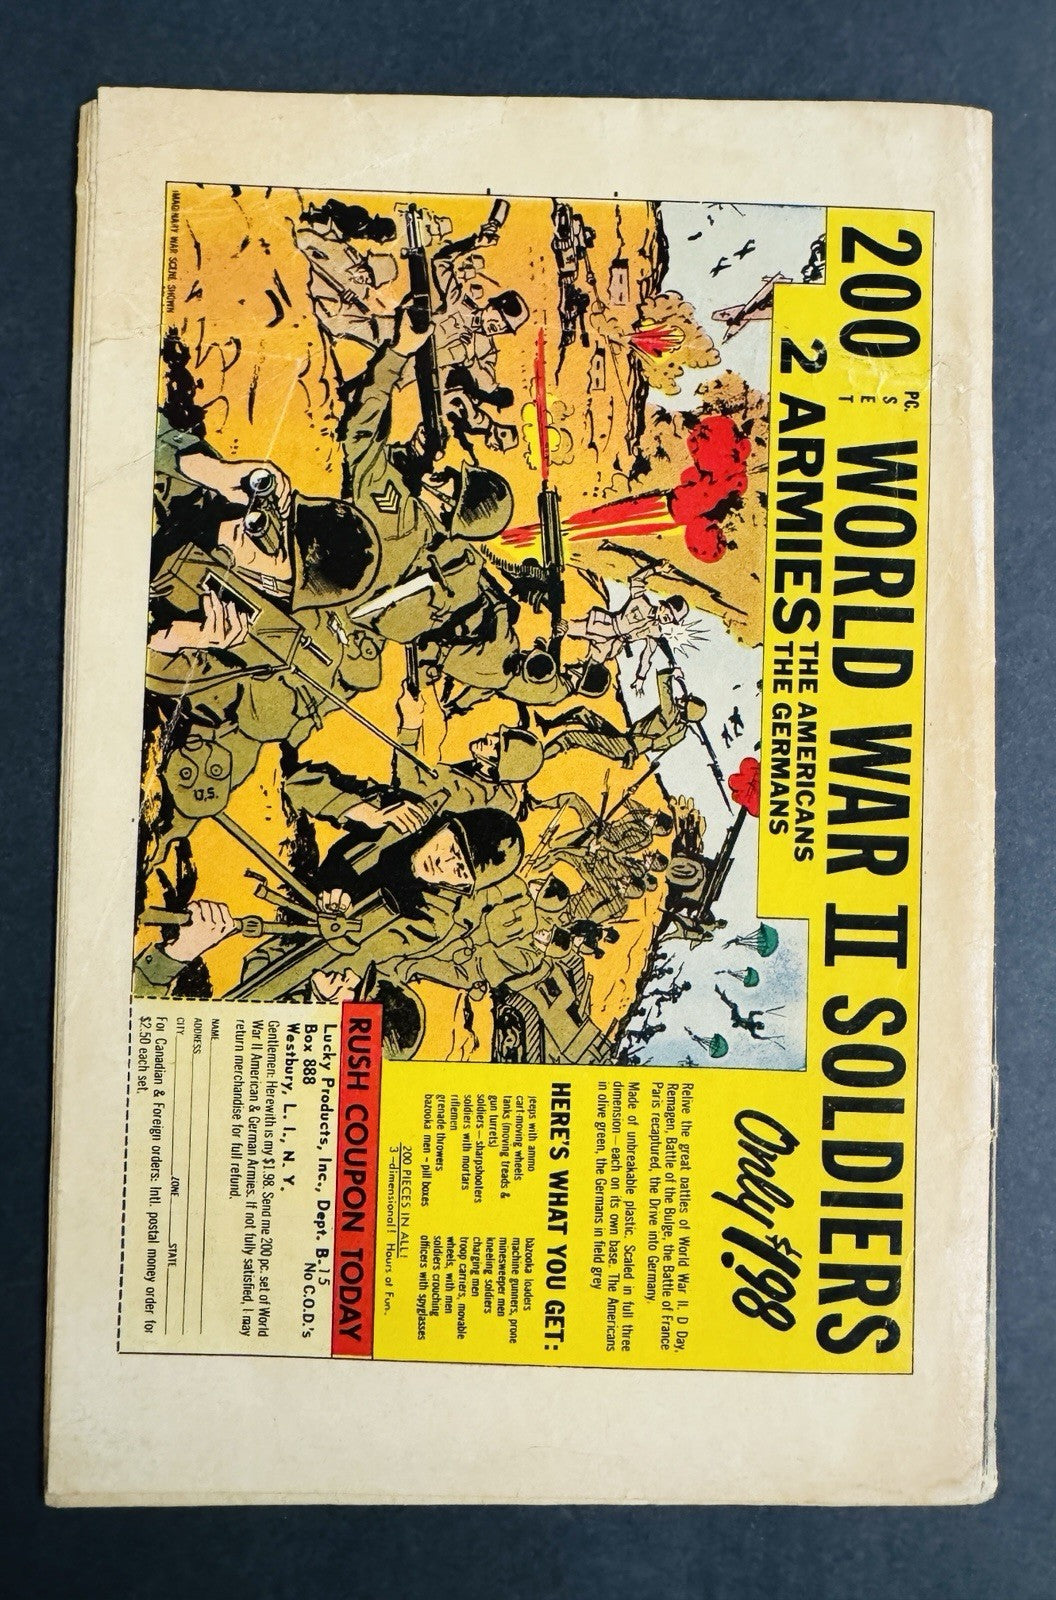 200 PC. SET WORLD WAR II SOLDIERS
2 ARMIES THE AMERICANS
THE GERMANS
Only $1.98
Relive the great battles of World War II. D Day,
Remagen, Battle of the Bulge, the Battle of France
Paris recaptured, the Drive into Germany.
Made of unbreakable plastic. Scaled in full three
dimension—each on its own base. The Americans
in olive green, the Germans in field grey
HERE'S WHAT YOU GET:
jeeps with ammo
cart-moving wheels
tanks (moving treads &
gun turrets)
soldiers—sharpshooters
soldiers with mortars
riflemen
grenade throwers
bazooka men - pill boxes
bazooka loaders
machine gunners, prone
minesweeper men
kneeling soldiers
charging men
troop carriers, movable
wheels, with men
soldiers crouching
officers with spyglasses
200 PIECES IN ALL!
3-dimensional! Hours of Fun.
RUSH COUPON TODAY
Lucky Products, Inc., Dept. B-15
Box 888
Westbury, L. I., N. Y. No C.O.D.'s
Gentlemen: Herewith is my $1.98. Send me 200 pc. set of World
War II American & German Armies. If not fully satisfied, I may
return merchandise for full refund.
NAME
ADDRESS
CITY ZONE STATE
For Canadian & Foreign orders: Intl. postal money order for
$2.50 each set.
U.S.
IMAGINARY WAR SCENE SHOWN